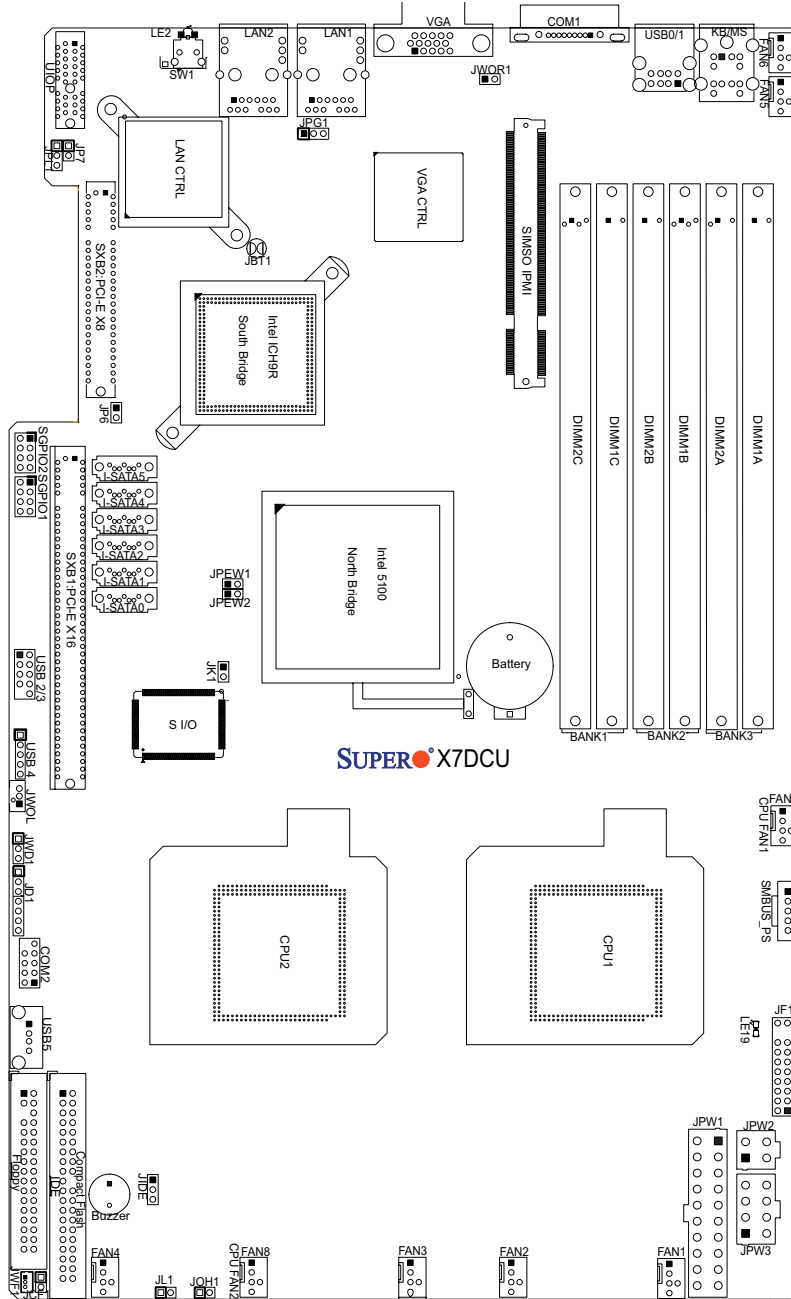 LE2
LAN2
LAN1
VGA
COM1
USB0/1
KB/MS
FAN6
UIOP
SW1
JWOR1
FAN5
JPG1
JPL1
JP7
LAN CTRL
VGA CTRL
SIMSO IPMI
JBT1
SXB2:PCI-E X8
Intel ICH9R
South Bridge
JP6
DIMM2C
DIMM1C
DIMM2B
DIMM1B
DIMM2A
DIMM1A
SGPIO2
SGPIO1
I-SATA5
I-SATA4
I-SATA3
I-SATA2
I-SATA1
I-SATA0
SXB1:PCI-E X16
Intel 5100
North Bridge
JPEW1
JPEW2
JK1
Battery
USB 2/3
S I/O
BANK1
BANK2
BANK3
USB 4
SUPER X7DCU
JWOL
CPU FAN1
JWD1
JD1
SMBUS_PS
COM2
CPU2
CPU1
USB5
LE19
JF1
JPW1
JPW2
Floppy
IDE
Compact Flash
JIDE
Buzzer
JPW3
FAN4
CPU FAN2
FAN8
FAN3
FAN2
FAN1
JL1
JOH1